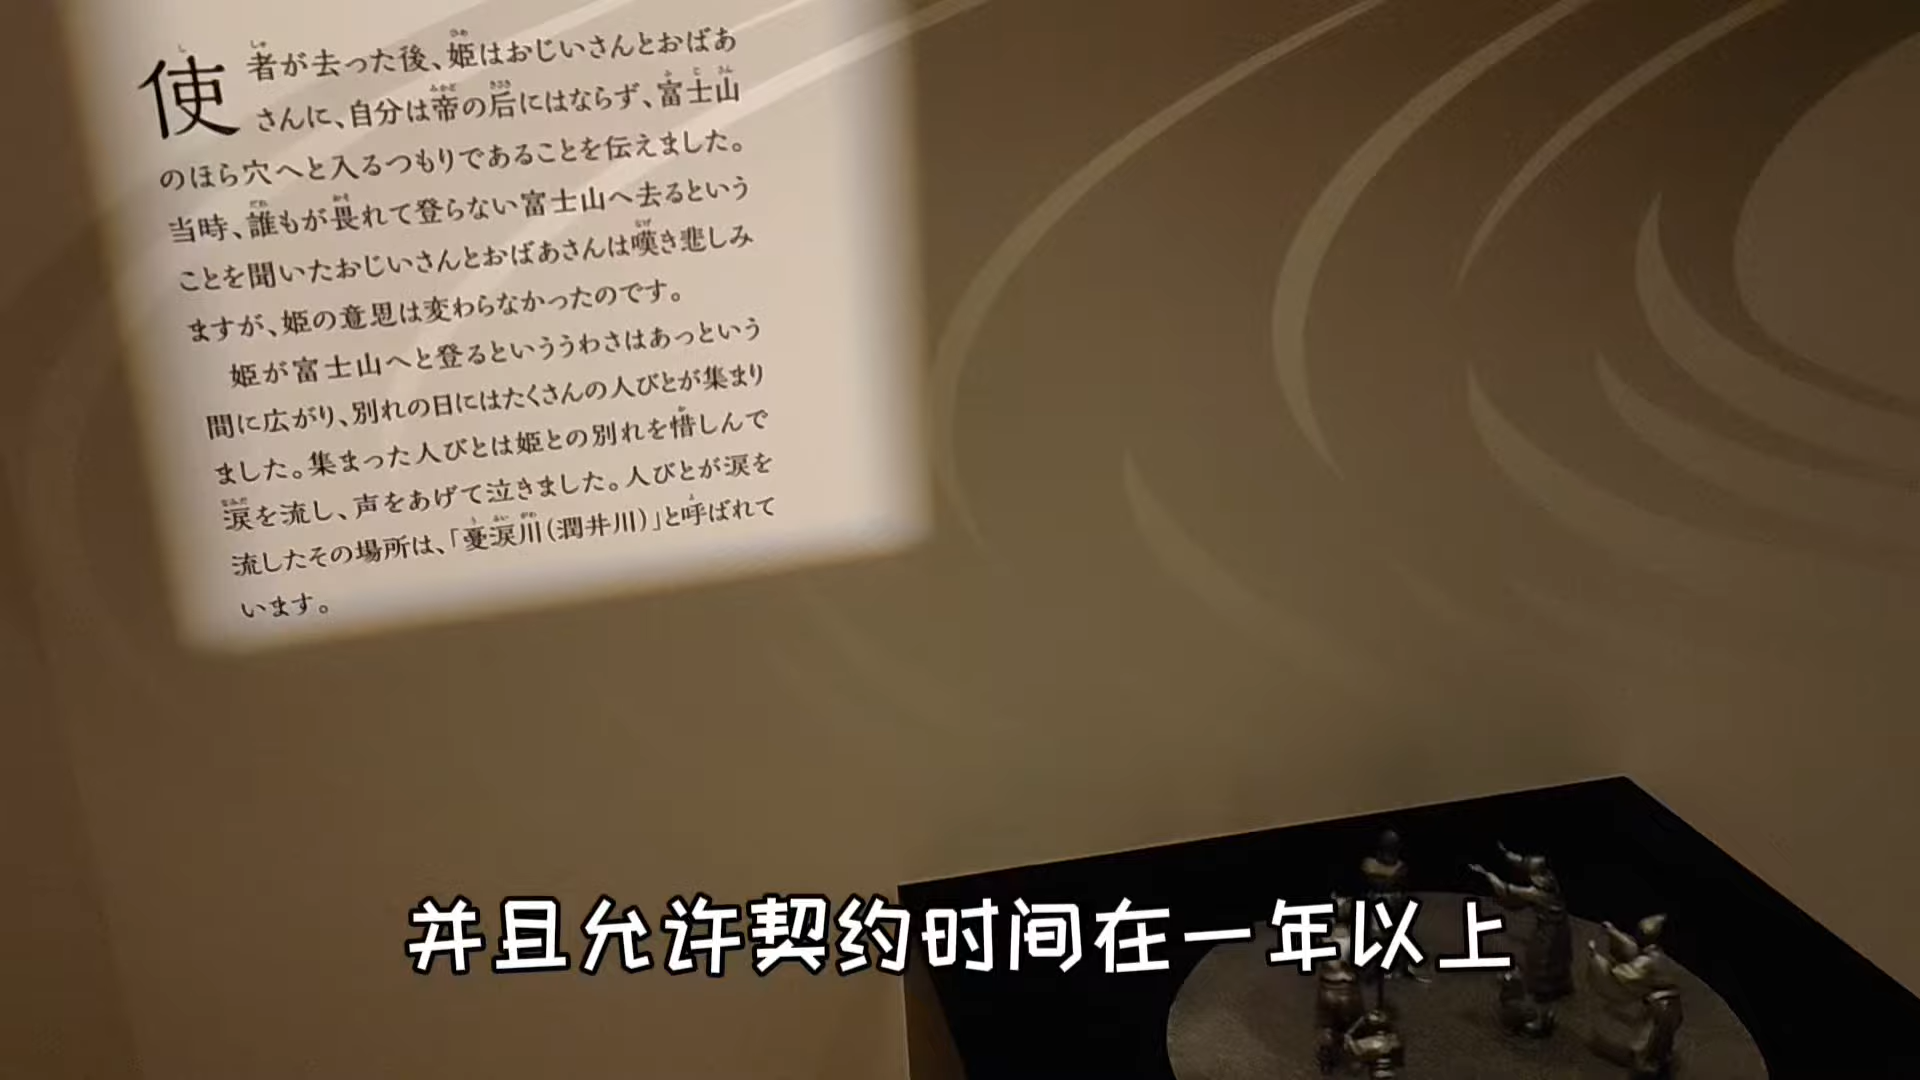 使者が去った後、姫はおじいさんとおばあ
さんに、自分は帝の后にはならず、富士山
のほら穴へと入るつもりであることを伝えました。
当時、誰もが畏れて登らない富士山へ去るという
ことを聞いたおじいさんとおばあさんは嘆き悲しみ
ますが、姫の意思は変わらなかったのです。
姫が富士山へと登るといううわさはあっという
間に広がり、別れの日にはたくさんの人びとが集まり
ました。集まった人びとは姫との別れを惜しんで
涙を流し、声をあげて泣きました。人びとが涙を
流したその場所は、「憂涙川(潤井川)」と呼ばれて
います。
并且允许契约时间在一年以上